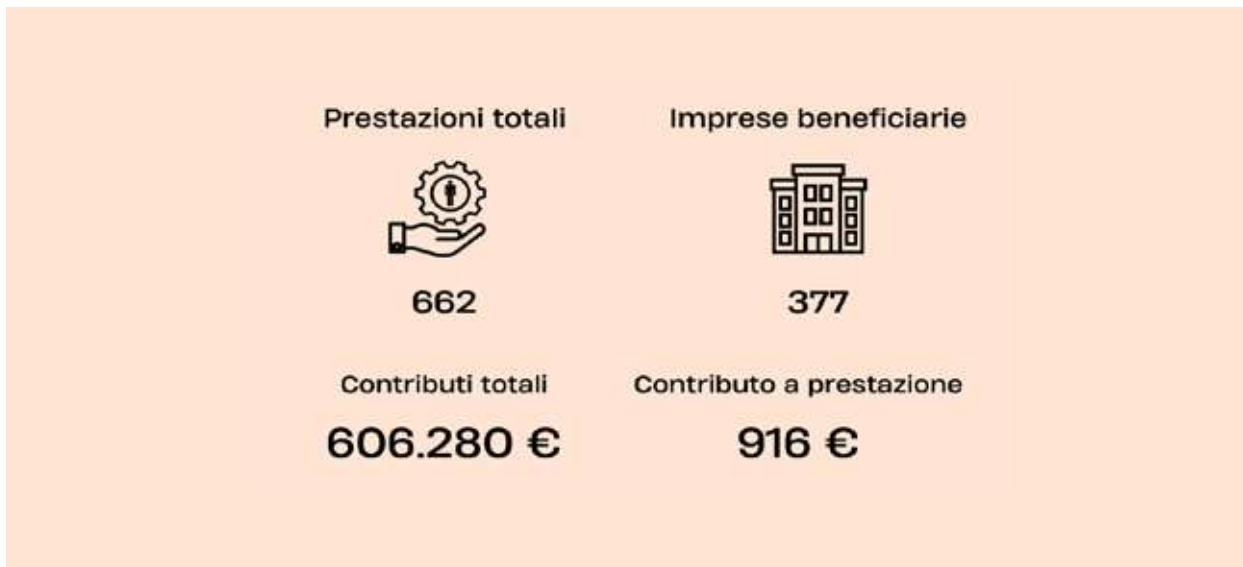 Prestazioni totali
Imprese beneficiarie
662
377
Contributi totali
Contributo a prestazione
606.280 €
916 €